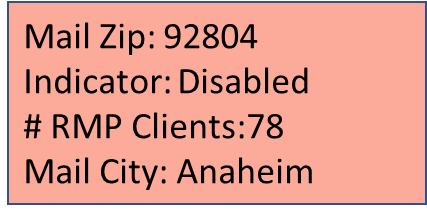 Mail Zip: 92804
Indicator: Disabled
# RMP Clients:78
Mail City: Anaheim